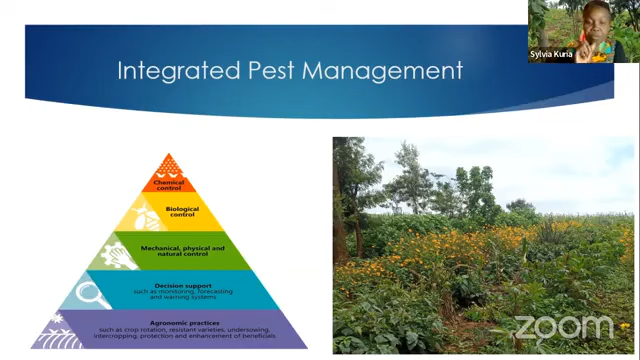 Sylvia Kuria
Integrated Pest Management
Chemical
control
Biological
control
Mechanical, physical and
natural control
Decision support
such as monitoring, forecasting
and warning systems
Agronomic practices
such as crop rotation, resistant varieties, undersowing,
intercropping, protection and enhancement of beneficials
zoom